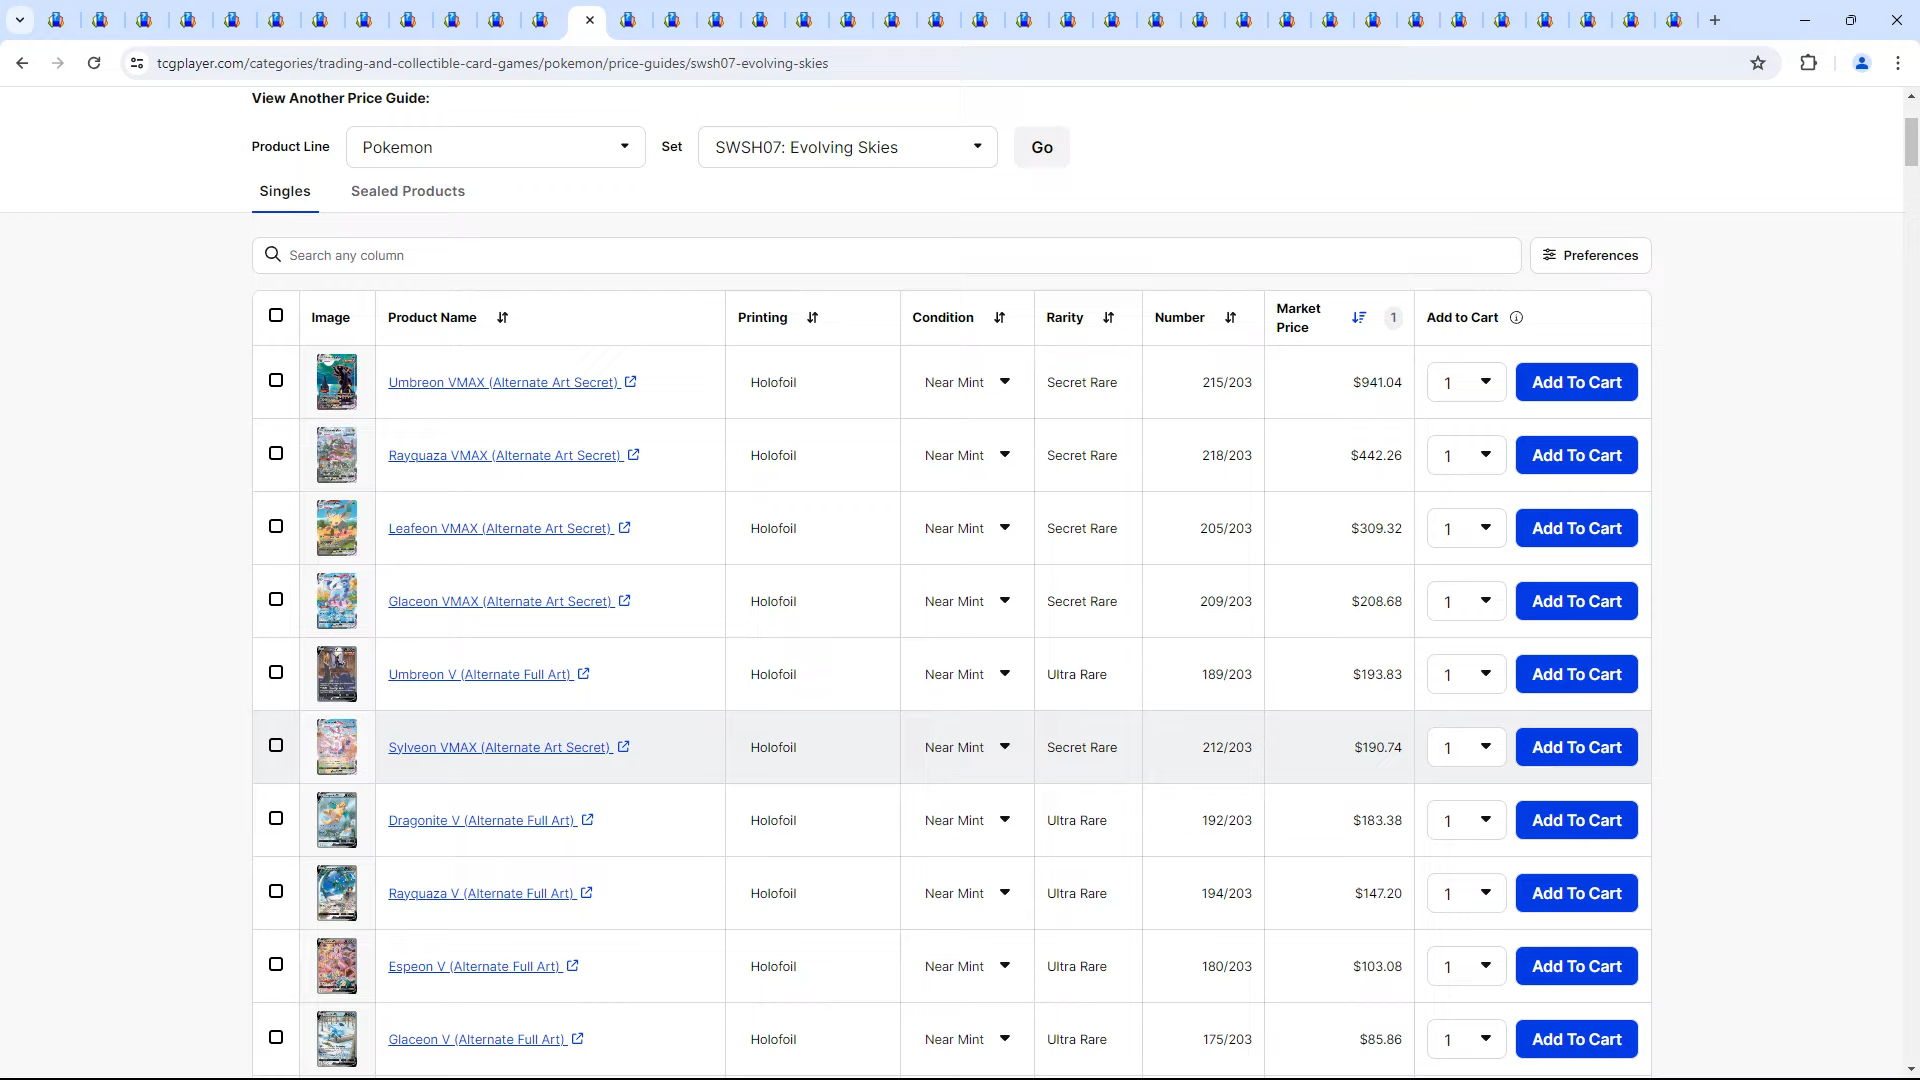 tcgplayer.com/categories/trading-and-collectible-card-games/pokemon/price-guides/swsh07-evolving-skies
View Another Price Guide:
Product Line Pokemon Set SWSH07: Evolving Skies Go
Singles Sealed Products
Search any column Preferences
Image Product Name Printing Condition Rarity Number Market Price 1 Add to Cart
Umbreon VMAX (Alternate Art Secret) Holofoil Near Mint Secret Rare 215/203 $941.04 1 Add To Cart
Rayquaza VMAX (Alternate Art Secret) Holofoil Near Mint Secret Rare 218/203 $442.26 1 Add To Cart
Leafeon VMAX (Alternate Art Secret) Holofoil Near Mint Secret Rare 205/203 $309.32 1 Add To Cart
Glaceon VMAX (Alternate Art Secret) Holofoil Near Mint Secret Rare 209/203 $208.68 1 Add To Cart
Umbreon V (Alternate Full Art) Holofoil Near Mint Ultra Rare 189/203 $193.83 1 Add To Cart
Sylveon VMAX (Alternate Art Secret) Holofoil Near Mint Secret Rare 212/203 $190.74 1 Add To Cart
Dragonite V (Alternate Full Art) Holofoil Near Mint Ultra Rare 192/203 $183.38 1 Add To Cart
Rayquaza V (Alternate Full Art) Holofoil Near Mint Ultra Rare 194/203 $147.20 1 Add To Cart
Espeon V (Alternate Full Art) Holofoil Near Mint Ultra Rare 180/203 $103.08 1 Add To Cart
Glaceon V (Alternate Full Art) Holofoil Near Mint Ultra Rare 175/203 $85.86 1 Add To Cart